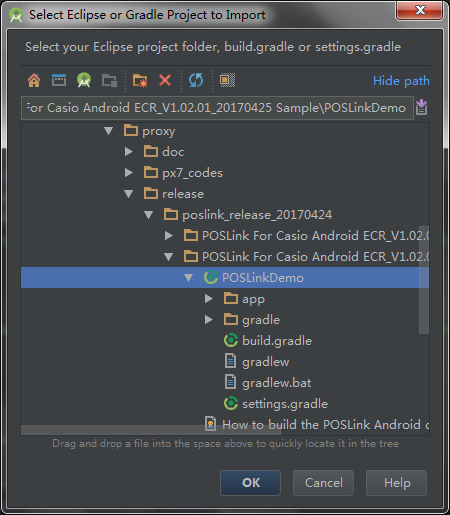 Select Eclipse or Gradle Project to Import
Select your Eclipse project folder, build.gradle or settings.gradle
Hide path
For Casio Android ECR_V1.02.01_20170425 Sample\POSLinkDemo
proxy
doc
px7_codes
release
poslink_release_20170424
POSLink For Casio Android ECR_V1.02.0
POSLink For Casio Android ECR_V1.02.0
POSLinkDemo
app
gradle
build.gradle
gradlew
gradlew.bat
settings.gradle
How to build the POSLink Android d
Drag and drop a file into the space above to quickly locate it in the tree
OK
Cancel
Help